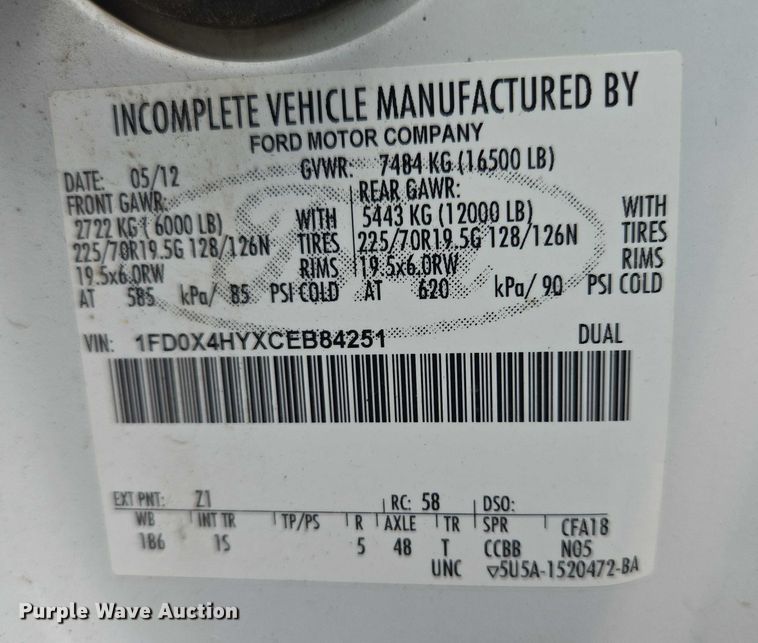 INCOMPLETE VEHICLE MANUFACTURED BY
FORD MOTOR COMPANY
DATE: 05/12 GVWR: 7484 KG (16500 LB)
FRONT GAWR: REAR GAWR:
2722 KG ( 6000 LB) WITH 5443 KG (12000 LB) WITH
225/70R19.5G 128/126N TIRES 225/70R19.5G 128/126N TIRES
19.5x6.0RW RIMS 19.5x6.0RW RIMS
AT 585 kPa/ 85 PSI COLD AT 620 kPa/ 90 PSI COLD
VIN: 1FD0X4HYXCEB84251 DUAL
EXT PNT: Z1 RC: 58 DSO:
WB INT TR TP/PS R AXLE TR SPR CFA18
186 1S 5 48 T CCBB N05
UNC ▽5U5A-1520472-BA
Purple Wave Auction